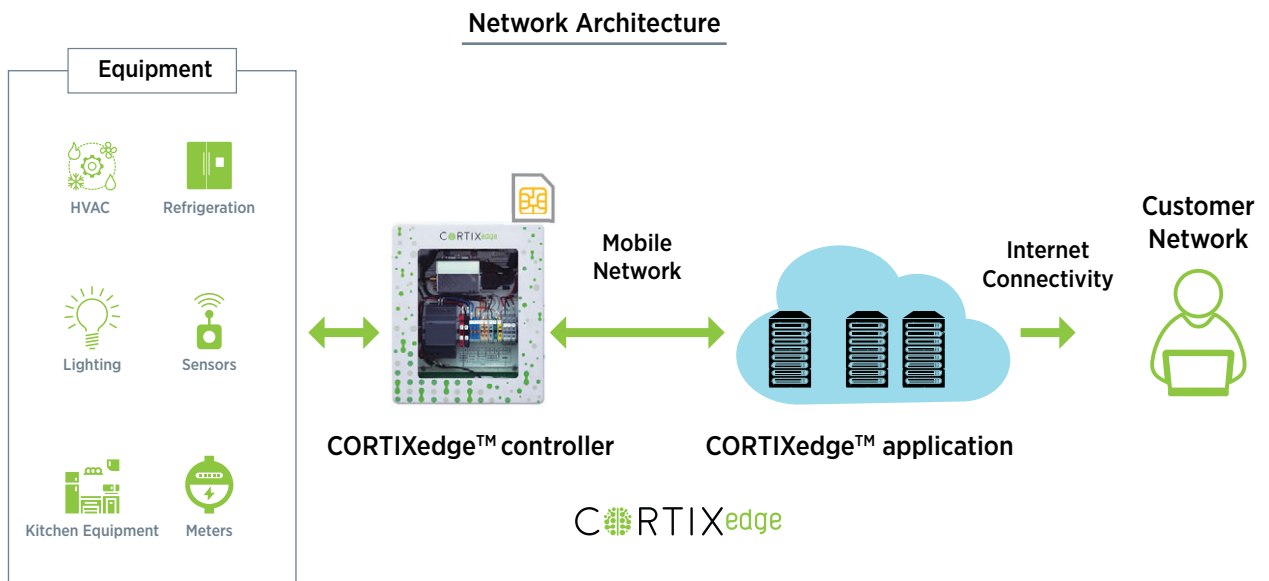 Network Architecture
Equipment
HVAC
Refrigeration
Lighting
Sensors
Kitchen Equipment
Meters
CORTIXedge
CORTIXedge™ controller
Mobile
Network
CORTIXedge™ application
Internet
Connectivity
Customer
Network
CORTIXedge